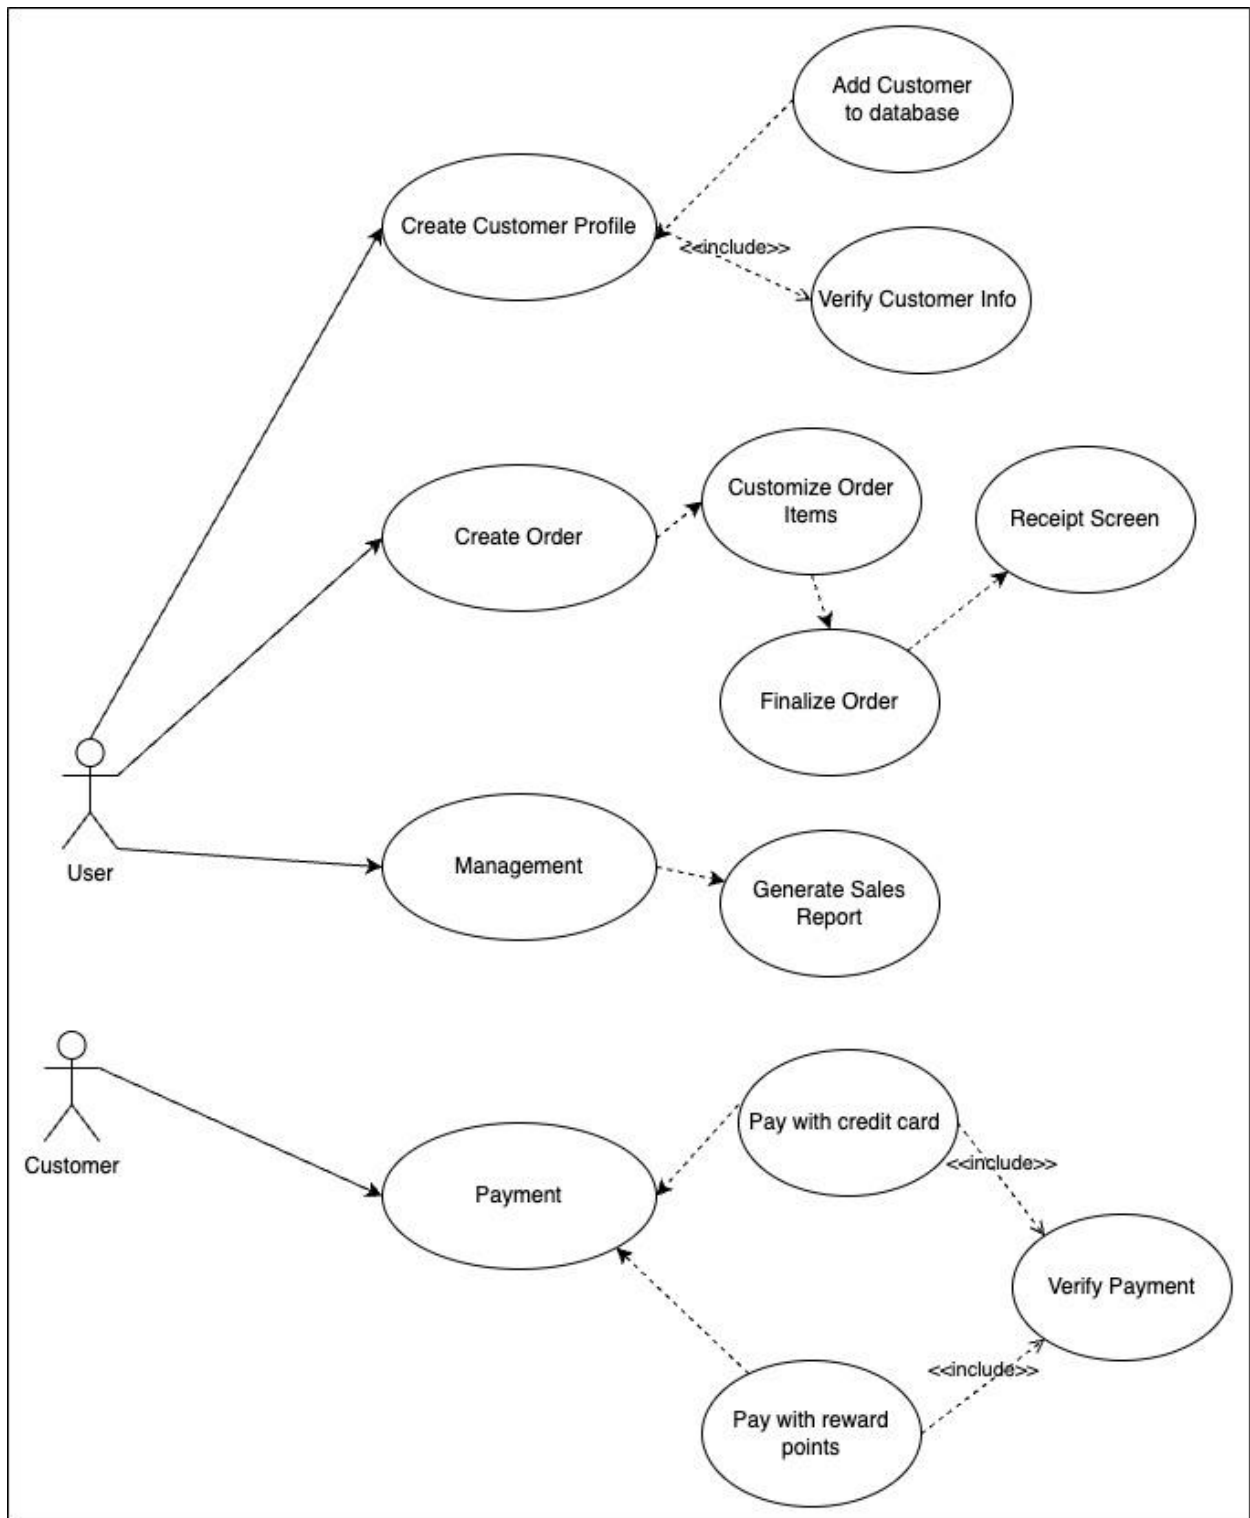 Add Customer
to database
Create Customer Profile
<<include>>
Verify Customer Info
Customize Order
Items
Receipt Screen
Create Order
Finalize Order
User
Management
Generate Sales
Report
Customer
Pay with credit card
<<include>>
Payment
Verify Payment
<<include>>
Pay with reward
points